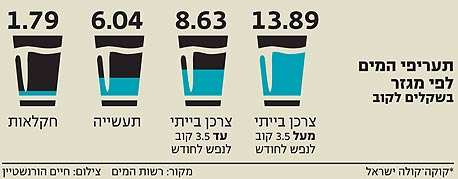 תעריפי המים
לפי מגזר
בשקלים לקוב
13.89
צרכן בייתי
מעל 3.5 קוב
לנפש לחודש
8.63
צרכן בייתי
עד 3.5 קוב
לנפש לחודש
6.04
תעשייה
1.79
חקלאות
*קוקה־קולה ישראל
מקור: רשות המים
צילום: חיים הורנשטיין